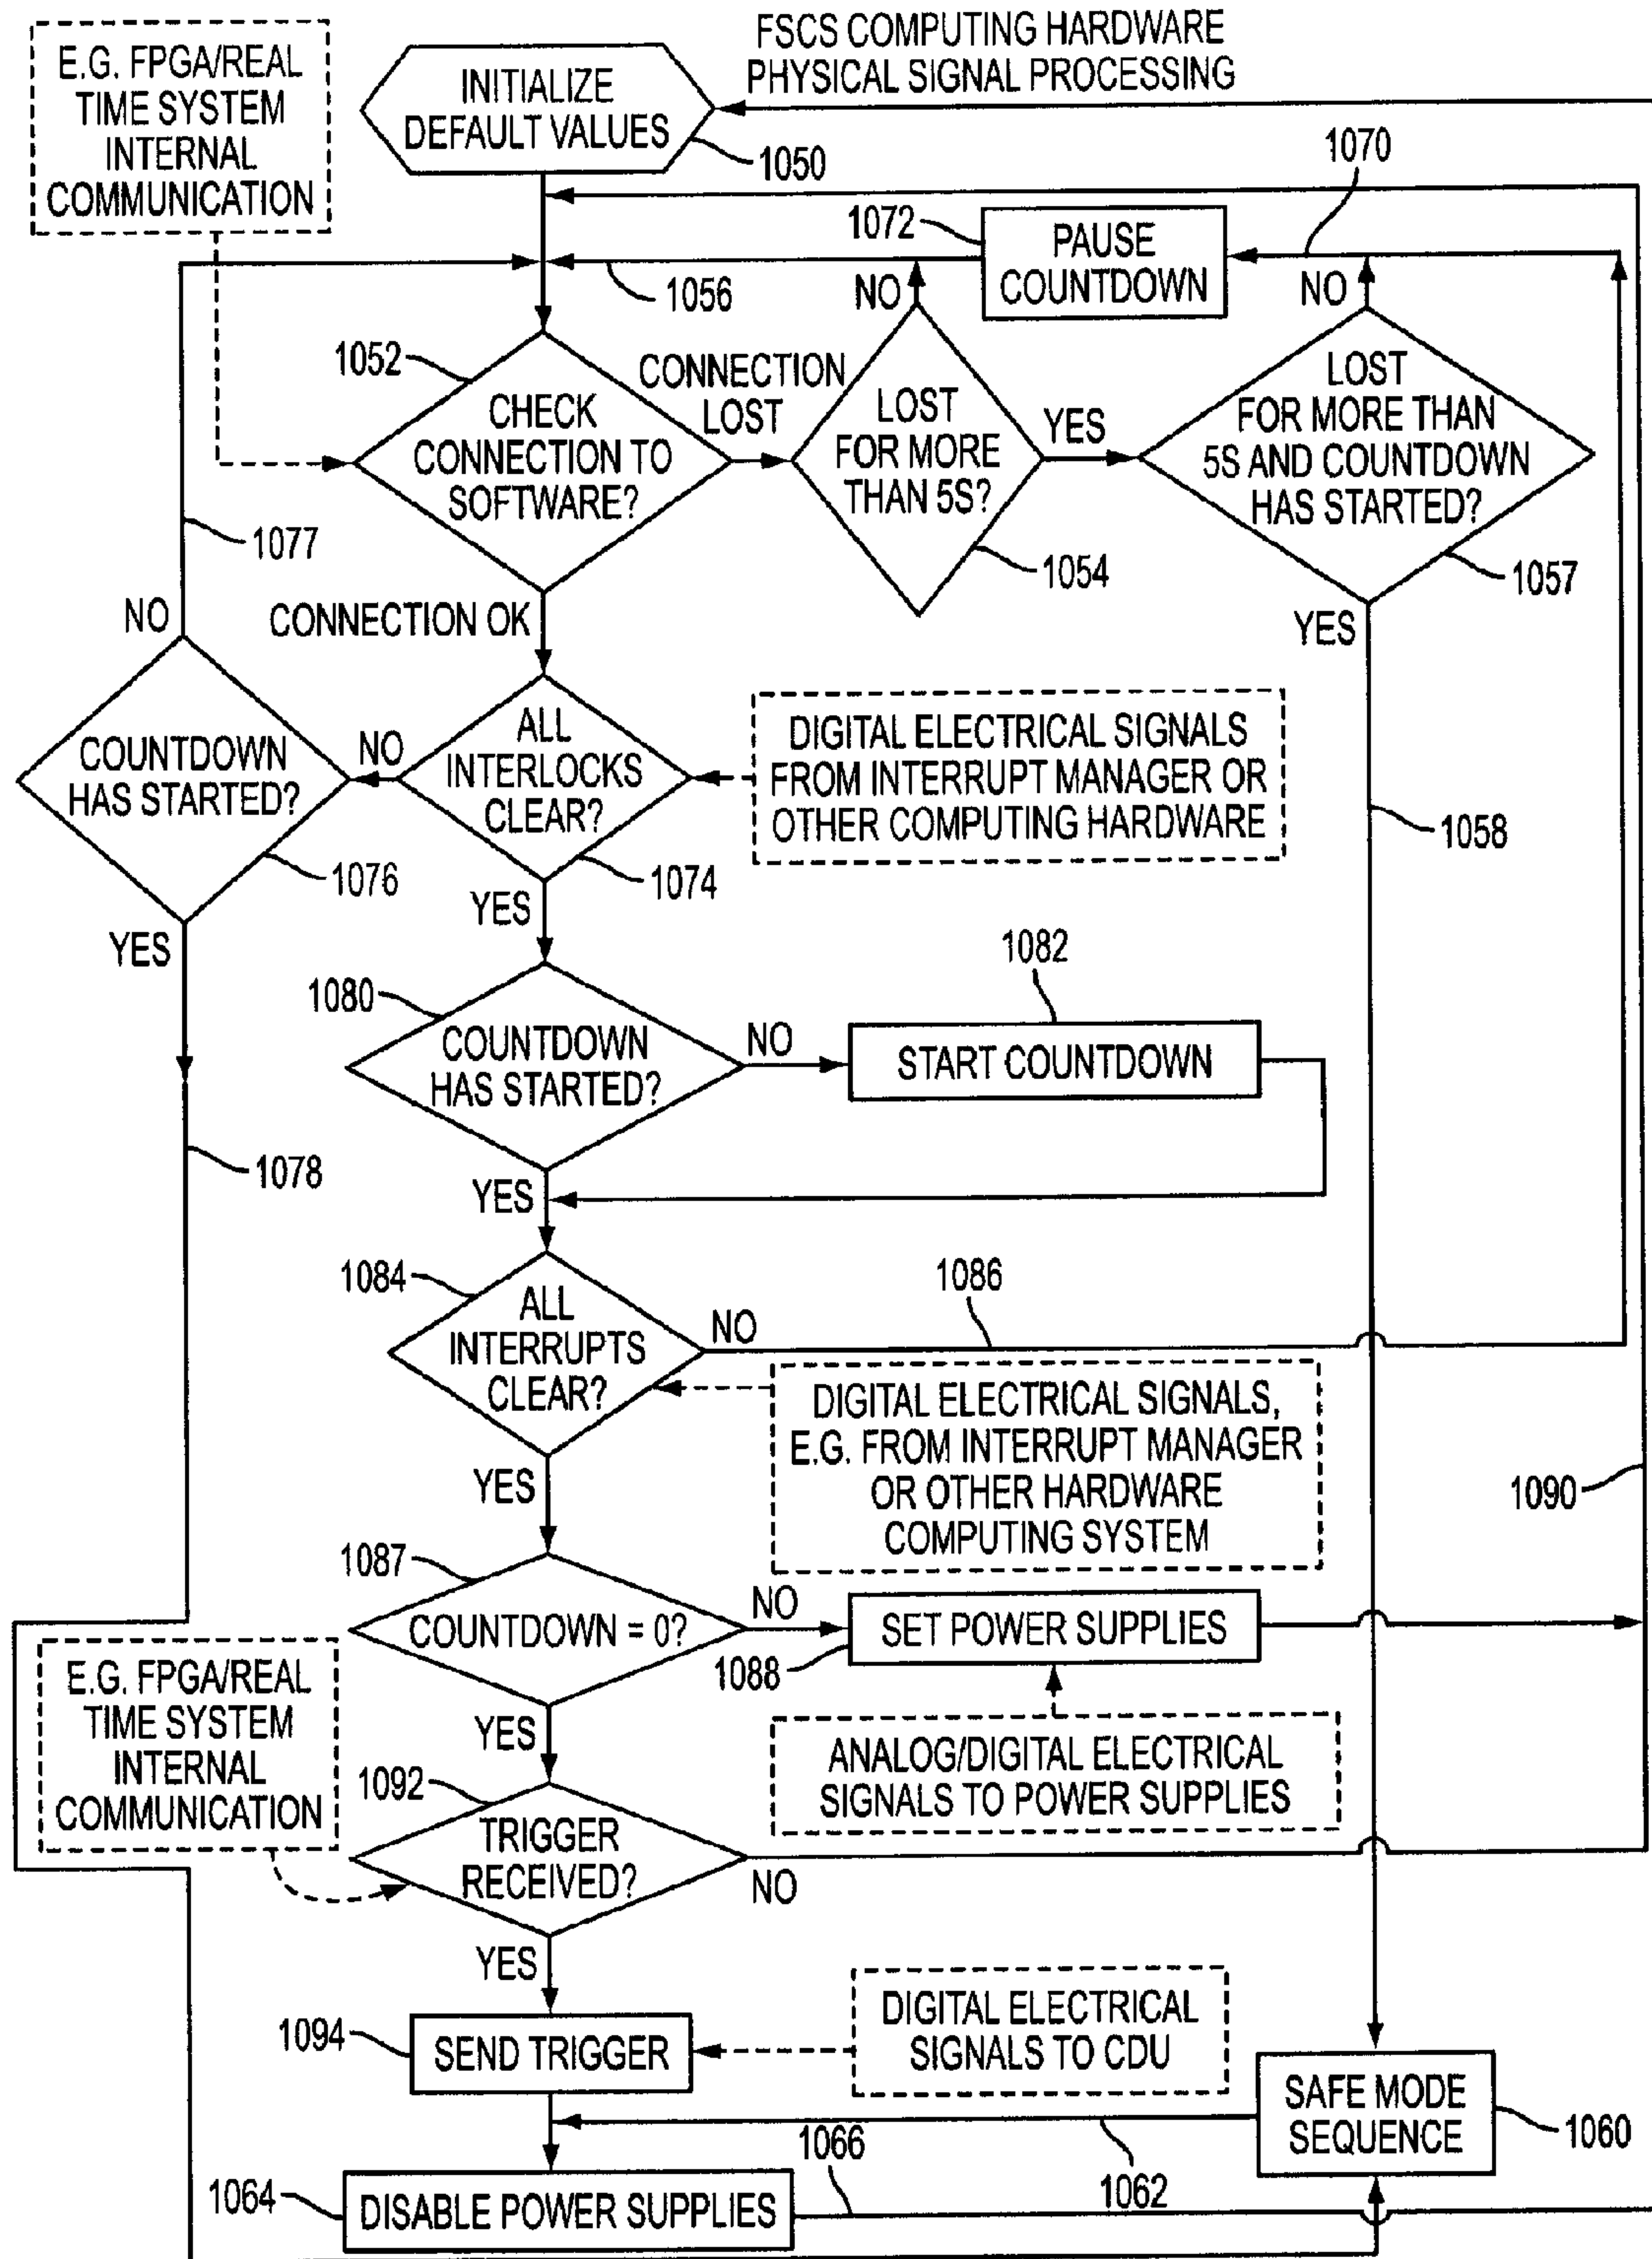 FSCS COMPUTING HARDWARE
PHYSICAL SIGNAL PROCESSING
E.G. FPGA/REAL
TIME SYSTEM
INTERNAL
COMMUNICATION
INITIALIZE
DEFAULT VALUES
1050
1070
1072
PAUSE
COUNTDOWN
1056
NO
NO
1052
CHECK
CONNECTION TO
SOFTWARE?
CONNECTION
LOST
LOST
FOR MORE
THAN 5S?
YES
1054
LOST
FOR MORE THAN
5S AND COUNTDOWN
HAS STARTED?
1057
YES
1077
NO
CONNECTION OK
COUNTDOWN
HAS STARTED?
1076
NO
ALL
INTERLOCKS
CLEAR?
1074
DIGITAL ELECTRICAL SIGNALS
FROM INTERRUPT MANAGER OR
OTHER COMPUTING HARDWARE
1058
YES
YES
1080
COUNTDOWN
HAS STARTED?
NO
1082
START COUNTDOWN
1078
YES
1084
ALL
INTERRUPTS
CLEAR?
NO
1086
DIGITAL ELECTRICAL SIGNALS,
E.G. FROM INTERRUPT MANAGER
OR OTHER HARDWARE
COMPUTING SYSTEM
1090
YES
1087
COUNTDOWN = 0?
NO
SET POWER SUPPLIES
1088
E.G. FPGA/REAL
TIME SYSTEM
INTERNAL
COMMUNICATION
YES
ANALOG/DIGITAL ELECTRICAL
SIGNALS TO POWER SUPPLIES
1092
TRIGGER
RECEIVED?
NO
YES
1094
SEND TRIGGER
DIGITAL ELECTRICAL
SIGNALS TO CDU
SAFE MODE
SEQUENCE
1060
1062
1066
1064
DISABLE POWER SUPPLIES